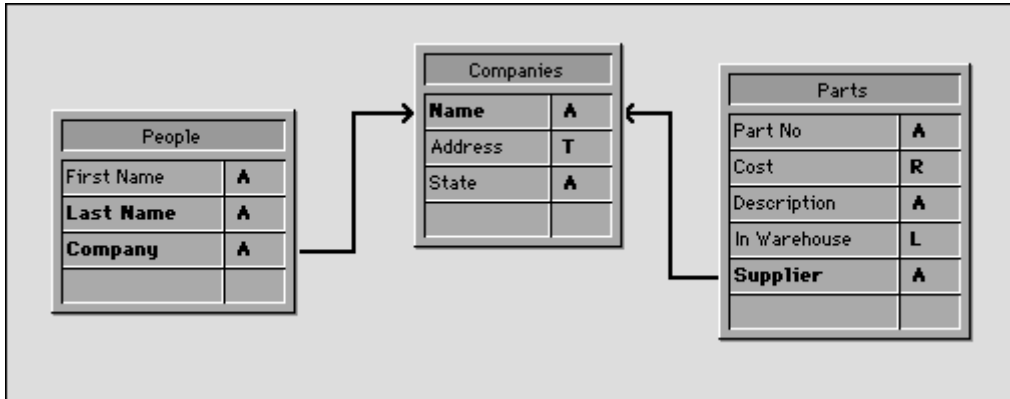 People
First Name A
Last Name A
Company A
Companies
Name A
Address T
State A
Parts
Part No A
Cost R
Description A
In Warehouse L
Supplier A